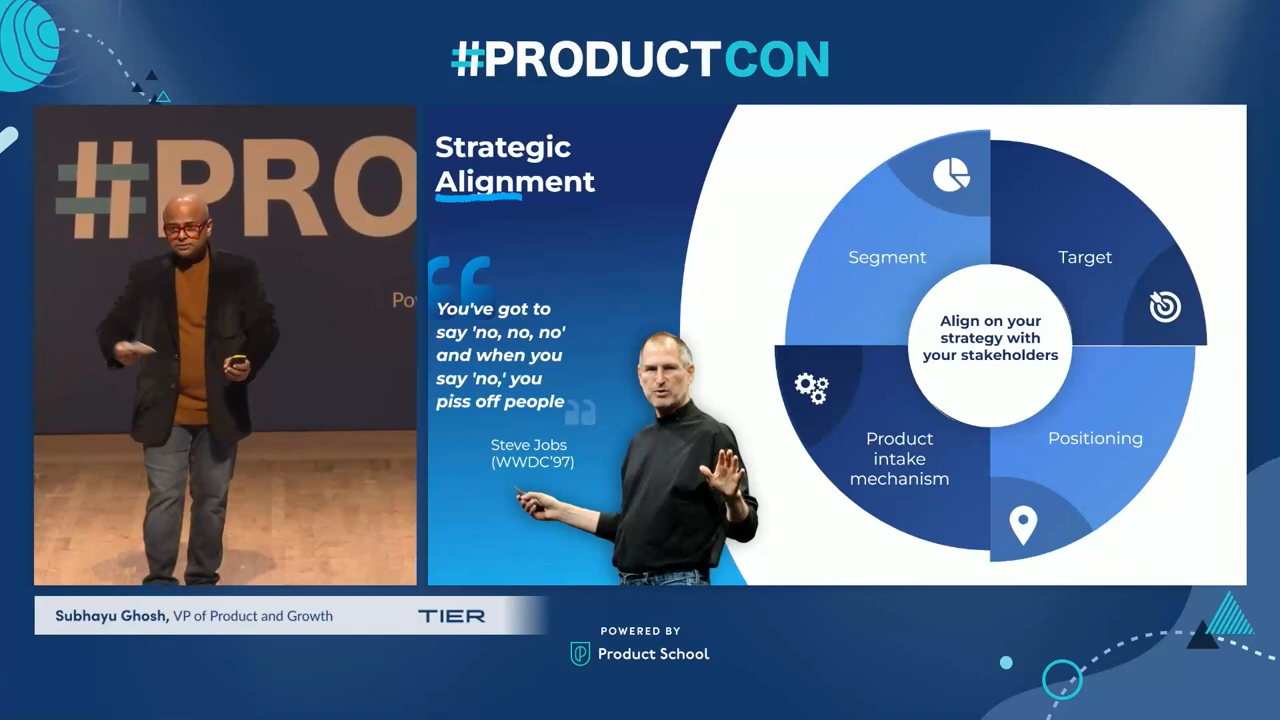 #PRODUCTCON
#PRO
Po
Strategic
Alignment
“
You've got to
say 'no, no, no'
and when you
say 'no,' you
piss off people
"
Steve Jobs
(WWDC'97)
Segment
Target
Align on your
strategy with
your stakeholders
Product
intake
mechanism
Positioning
Subhayu Ghosh, VP of Product and Growth
TIER
POWERED BY
Product School